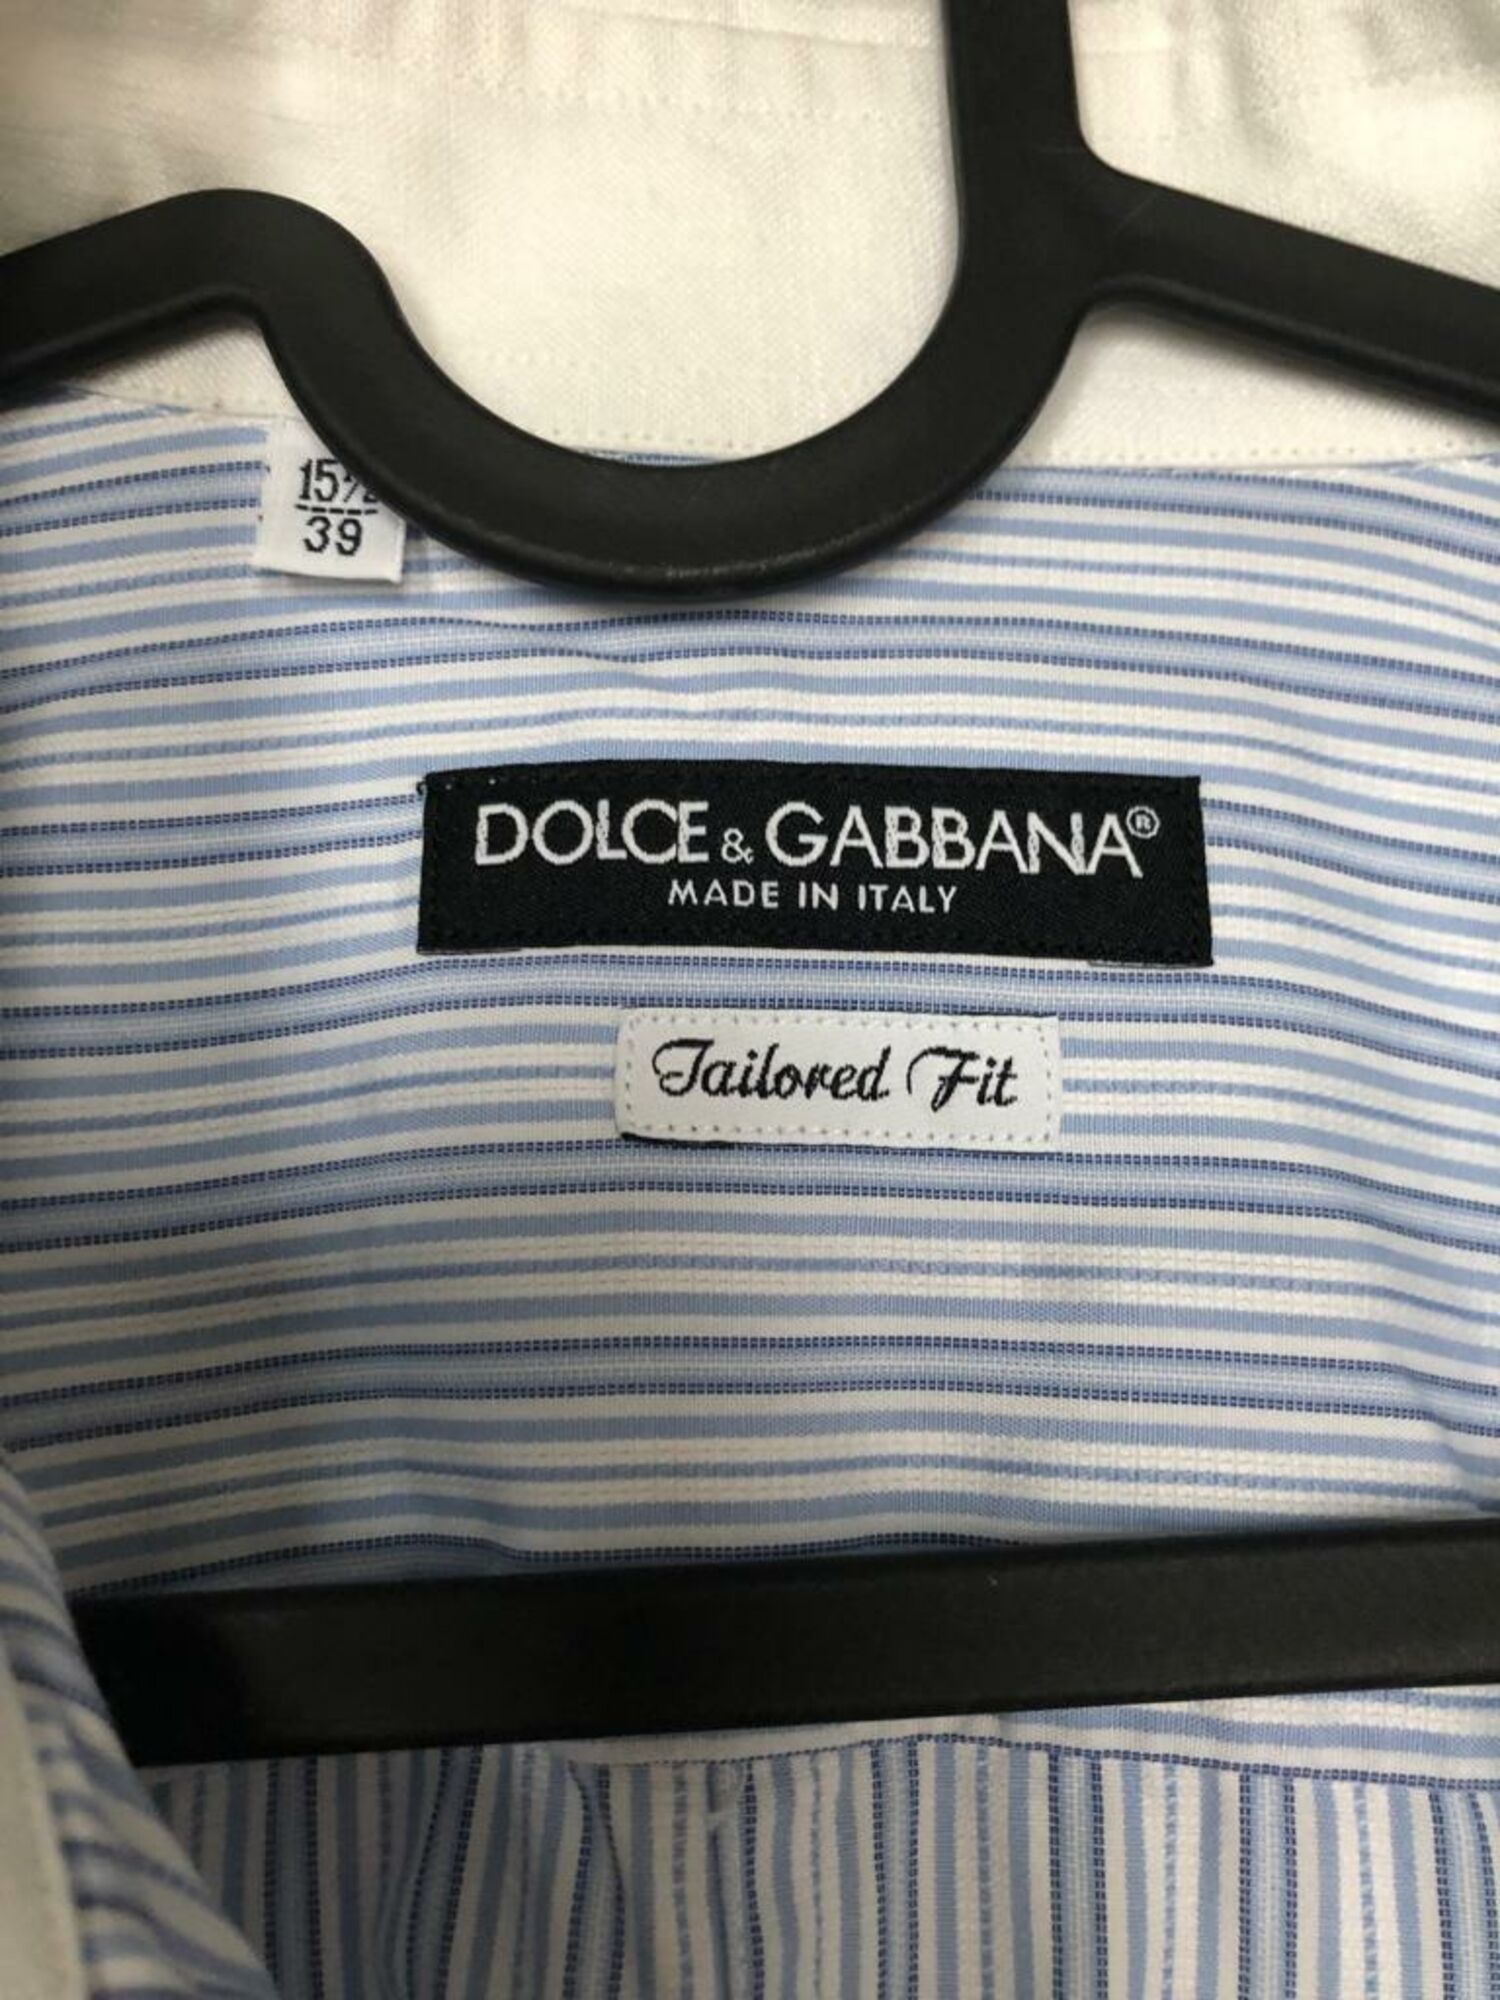 15½
39
DOLCE & GABBANA®
MADE IN ITALY
Tailored Fit